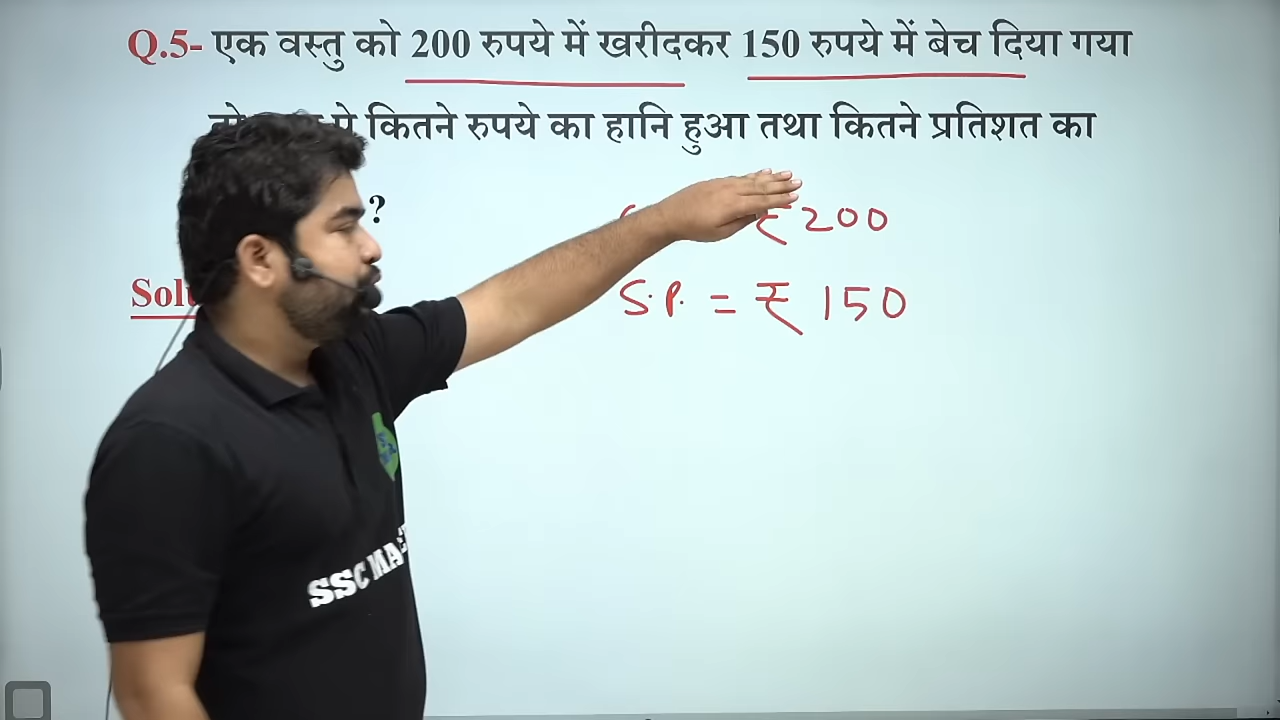 Q.5- एक वस्तु को 200 रुपये में खरीदकर 150 रुपये में बेच दिया गया
कितने रुपये का हानि हुआ तथा कितने प्रतिशत का
?
₹ 200
S.P. = ₹ 150
SSC